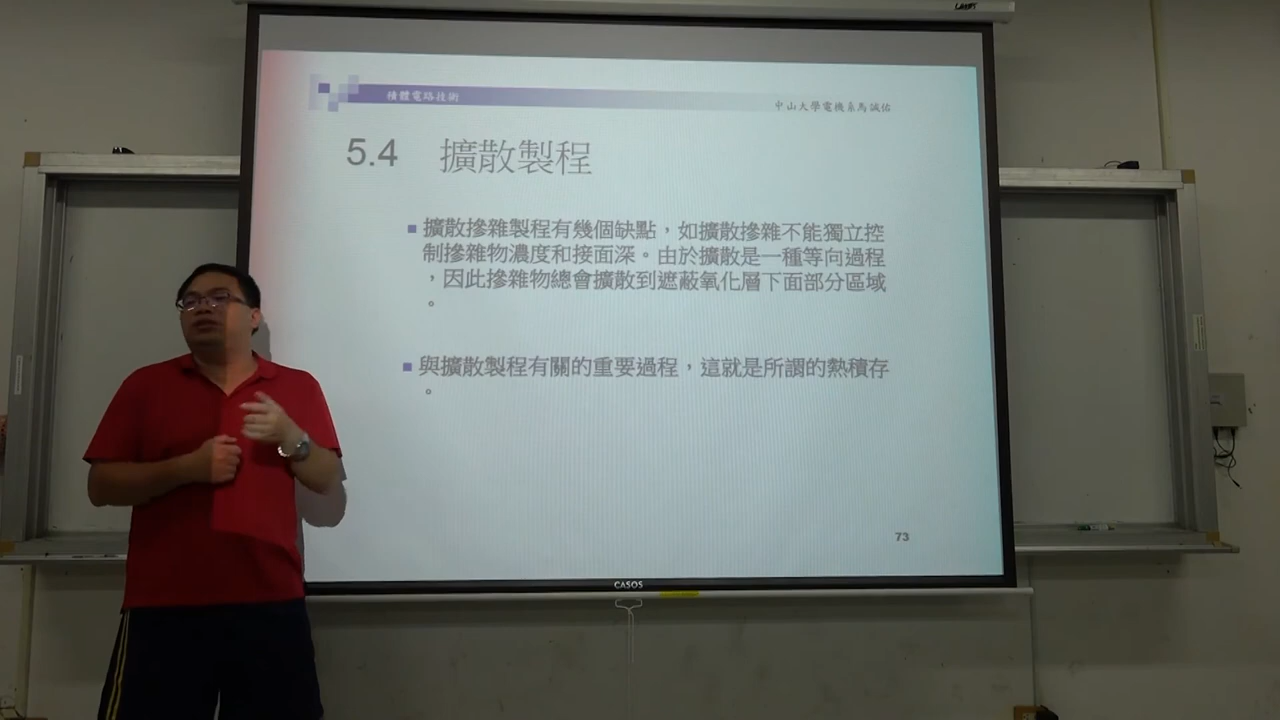 積體電路技術
中山大學電機系馬誠佑
5.4 擴散製程
擴散摻雜製程有幾個缺點，如擴散摻雜不能獨立控
制摻雜物濃度和接面深。由於擴散是一種等向過程
，因此摻雜物總會擴散到遮蔽氧化層下面部分區域
。
與擴散製程有關的重要過程，這就是所謂的熱積存
。
73
CASOS